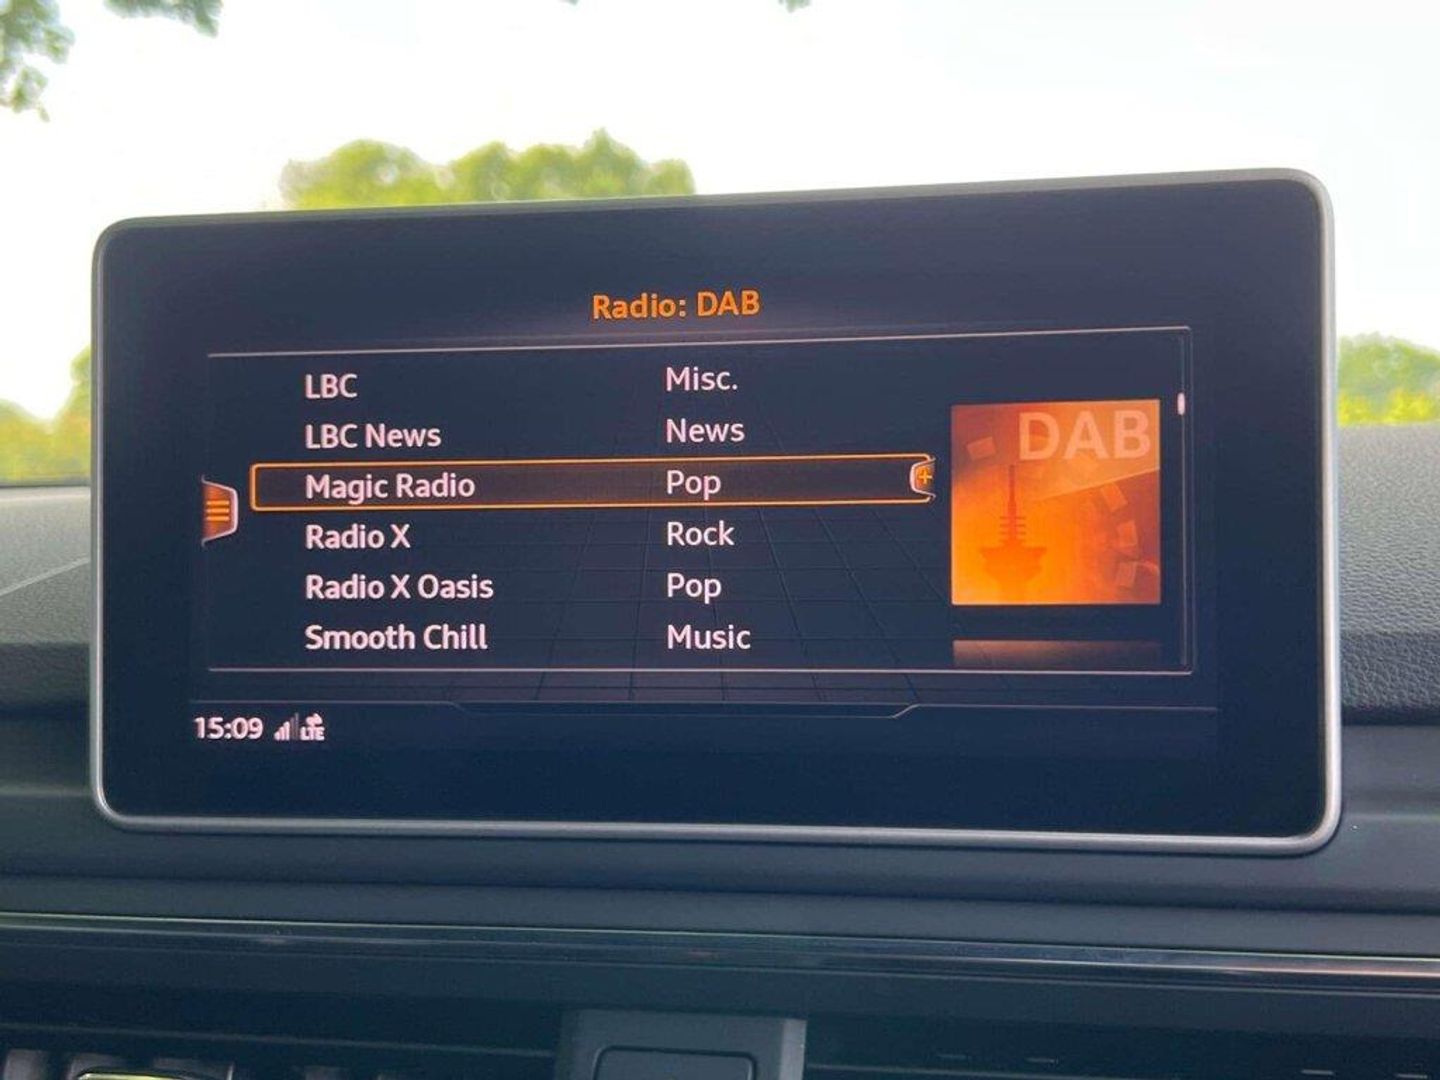 Radio: DAB
LBC Misc.
LBC News News
Magic Radio Pop
Radio X Rock
Radio X Oasis Pop
Smooth Chill Music
DAB
15:09 LTE